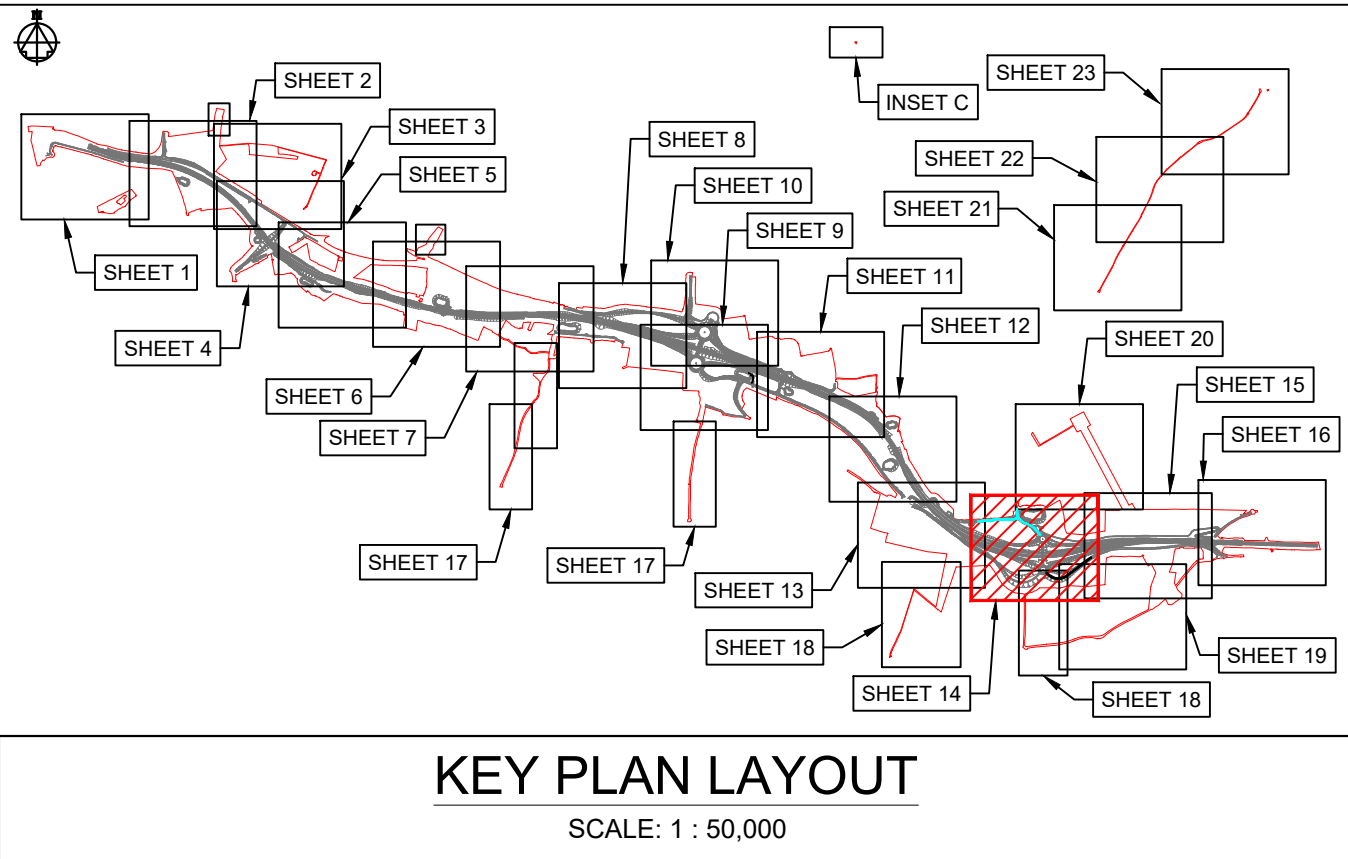 SHEET 2
SHEET 23
INSET C
SHEET 3
SHEET 8
SHEET 22
SHEET 5
SHEET 10
SHEET 21
SHEET 9
SHEET 1
SHEET 11
SHEET 12
SHEET 20
SHEET 4
SHEET 15
SHEET 6
SHEET 7
SHEET 16
SHEET 17
SHEET 17
SHEET 13
SHEET 18
SHEET 19
SHEET 14
SHEET 18
KEY PLAN LAYOUT
SCALE: 1 : 50,000